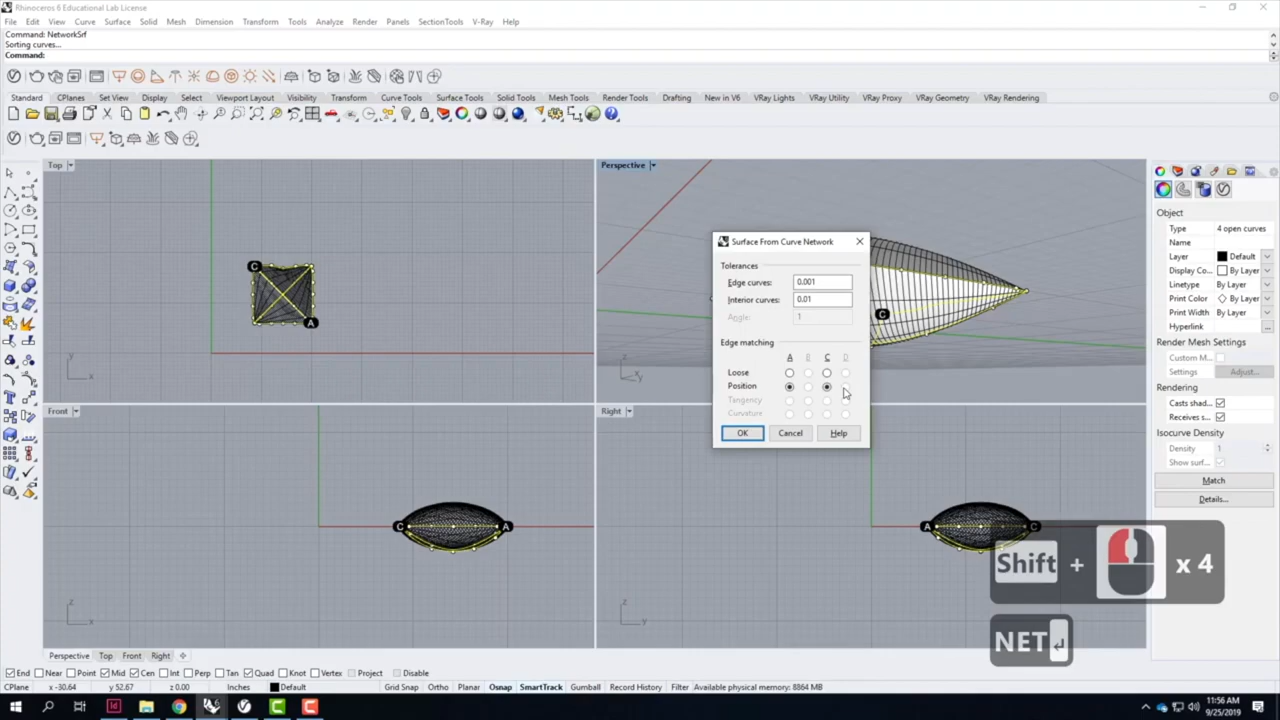 Rhinoceros 6 Educational Lab License
File Edit View Curve Surface Solid Mesh Dimension Transform Tools Analyze Render Panels SectionTools V-Ray Help
Command: NetworkSrf
Sorting curves...
Command:
Standard CPlanes Set View Display Select Viewport Layout Visibility Transform Curve Tools Surface Tools Solid Tools Mesh Tools Render Tools Drafting New in V6 VRay Lights VRay Utility VRay Proxy VRay Geometry VRay Rendering
Top
C
A
y
x
Perspective
C
z
y
Surface From Curve Network
Tolerances
Edge curves: 0.001
Interior curves: 0.01
Angle: 1
Edge matching
A B C D
Loose
Position
Tangency
Curvature
OK Cancel Help
Front
C
A
z
x
Right
A
C
z
y
Object
Type 4 open curves
Name
Layer Default
Display Co... By Layer
Linetype By Layer
Print Color By Layer
Print Width By Layer
Hyperlink ...
Render Mesh Settings
Custom M...
Settings Adjust...
Rendering
Casts shad...
Receives s...
Isocurve Density
Density 1
Show surf...
Match
Details...
Shift + x 4
NET
Perspective Top Front Right
End Near Point Mid Cen Int Perp Tan Quad Knot Vertex Project Disable
CPlane x -30.64 y 52.67 z 0.00 Inches Default Grid Snap Ortho Planar Osnap SmartTrack Gumball Record History Filter Available physical memory: 8864 MB
11:56 AM
9/25/2019